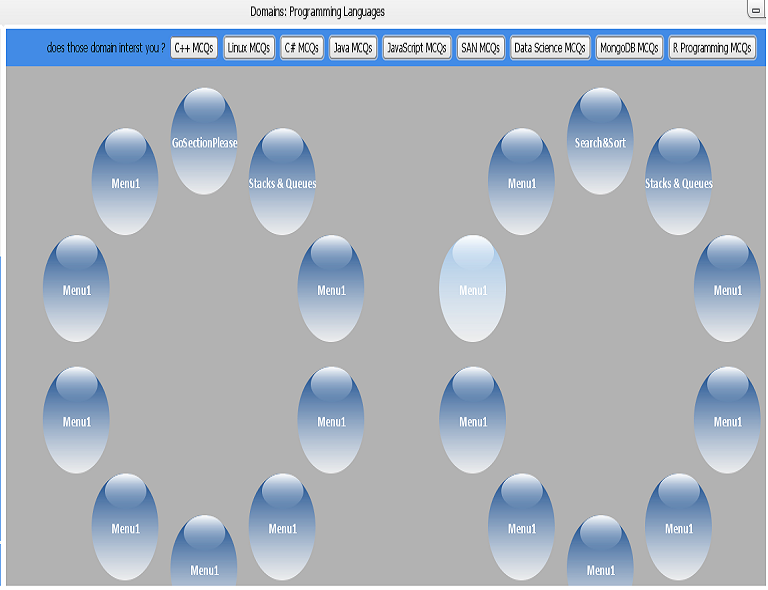 Domains: Programming Languages
does those domain interst you ? C++ MCQs Linux MCQs C# MCQs Java MCQs JavaScript MCQs SAN MCQs Data Science MCQs MongoDB MCQs R Programming MCQs
GoSectionPlease Search&Sort
Menu1 Stacks & Queues Menu1 Stacks & Queues
Menu1 Menu1 Menu1 Menu1
Menu1 Menu1 Menu1 Menu1
Menu1 Menu1 Menu1 Menu1
Menu1 Menu1